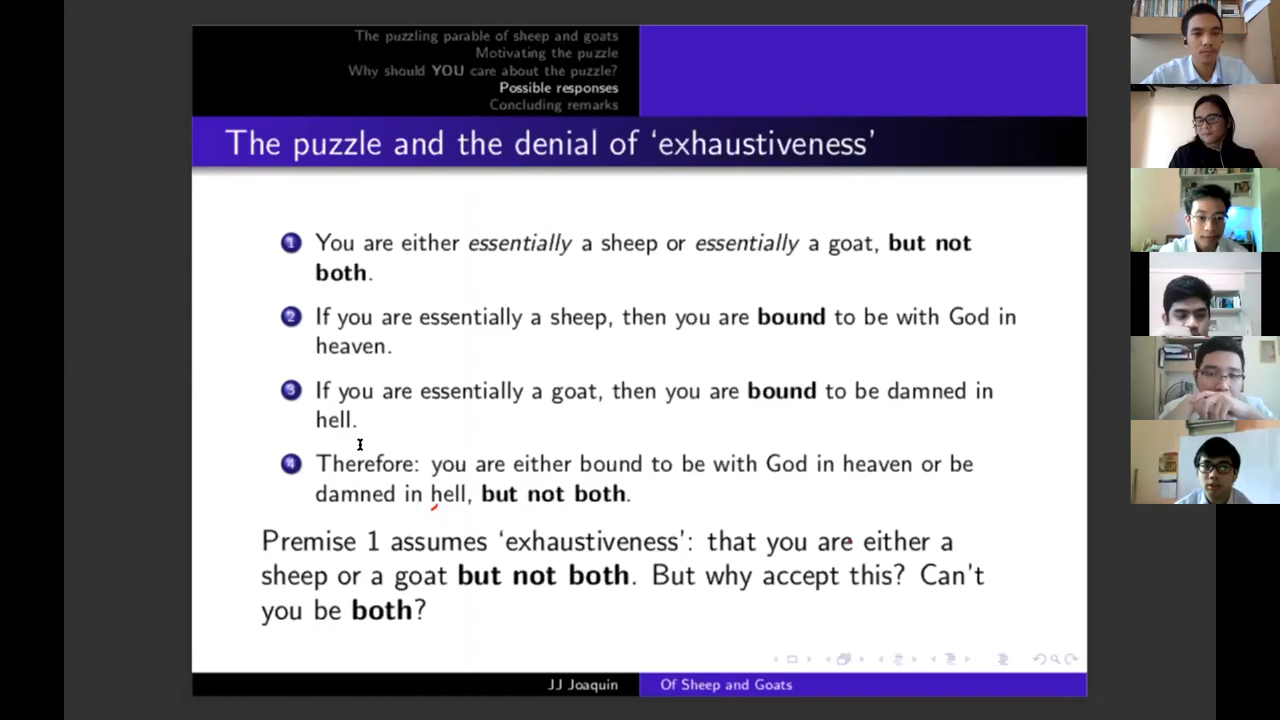 The puzzling parable of sheep and goats
Motivating the puzzle
Why should YOU care about the puzzle?
Possible responses
Concluding remarks
The puzzle and the denial of ‘exhaustiveness’
1 You are either essentially a sheep or essentially a goat, but not
both.
2 If you are essentially a sheep, then you are bound to be with God in
heaven.
3 If you are essentially a goat, then you are bound to be damned in
hell.
4 Therefore: you are either bound to be with God in heaven or be
damned in hell, but not both.
Premise 1 assumes ‘exhaustiveness’: that you are either a
sheep or a goat but not both. But why accept this? Can’t
you be both?
JJ Joaquin
Of Sheep and Goats